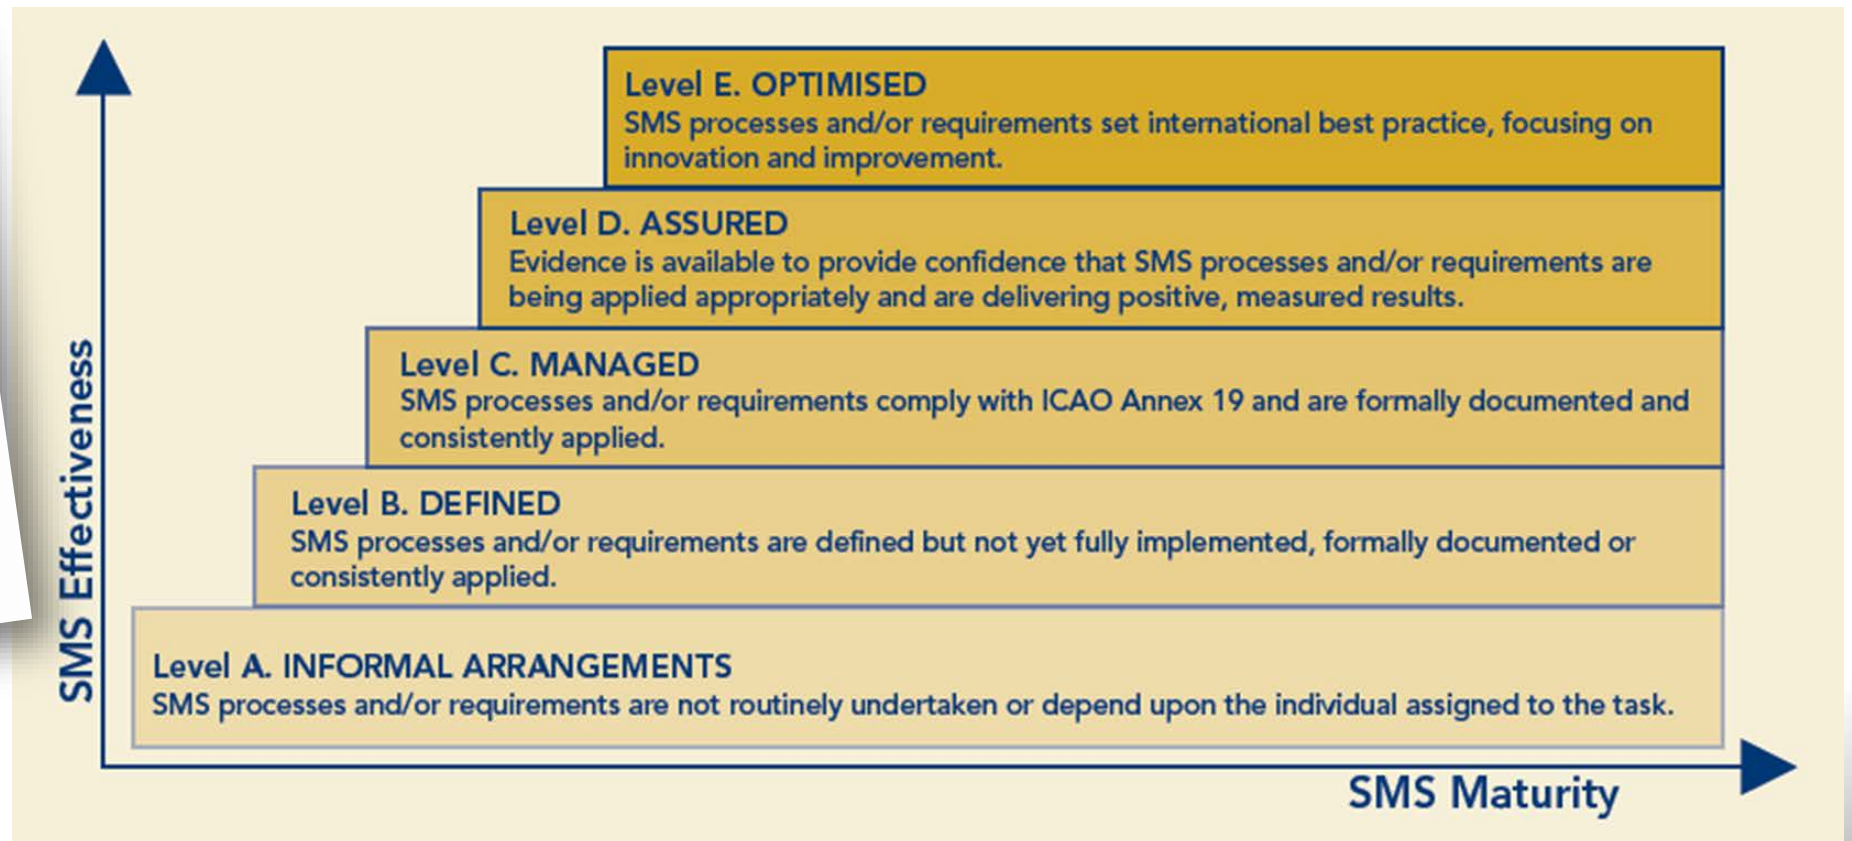 Level E. OPTIMISED
SMS processes and/or requirements set international best practice, focusing on
innovation and improvement.
Level D. ASSURED
Evidence is available to provide confidence that SMS processes and/or requirements are
being applied appropriately and are delivering positive, measured results.
Level C. MANAGED
SMS processes and/or requirements comply with ICAO Annex 19 and are formally documented and
consistently applied.
Level B. DEFINED
SMS processes and/or requirements are defined but not yet fully implemented, formally documented or
consistently applied.
Level A. INFORMAL ARRANGEMENTS
SMS processes and/or requirements are not routinely undertaken or depend upon the individual assigned to the task.
SMS Effectiveness
SMS Maturity